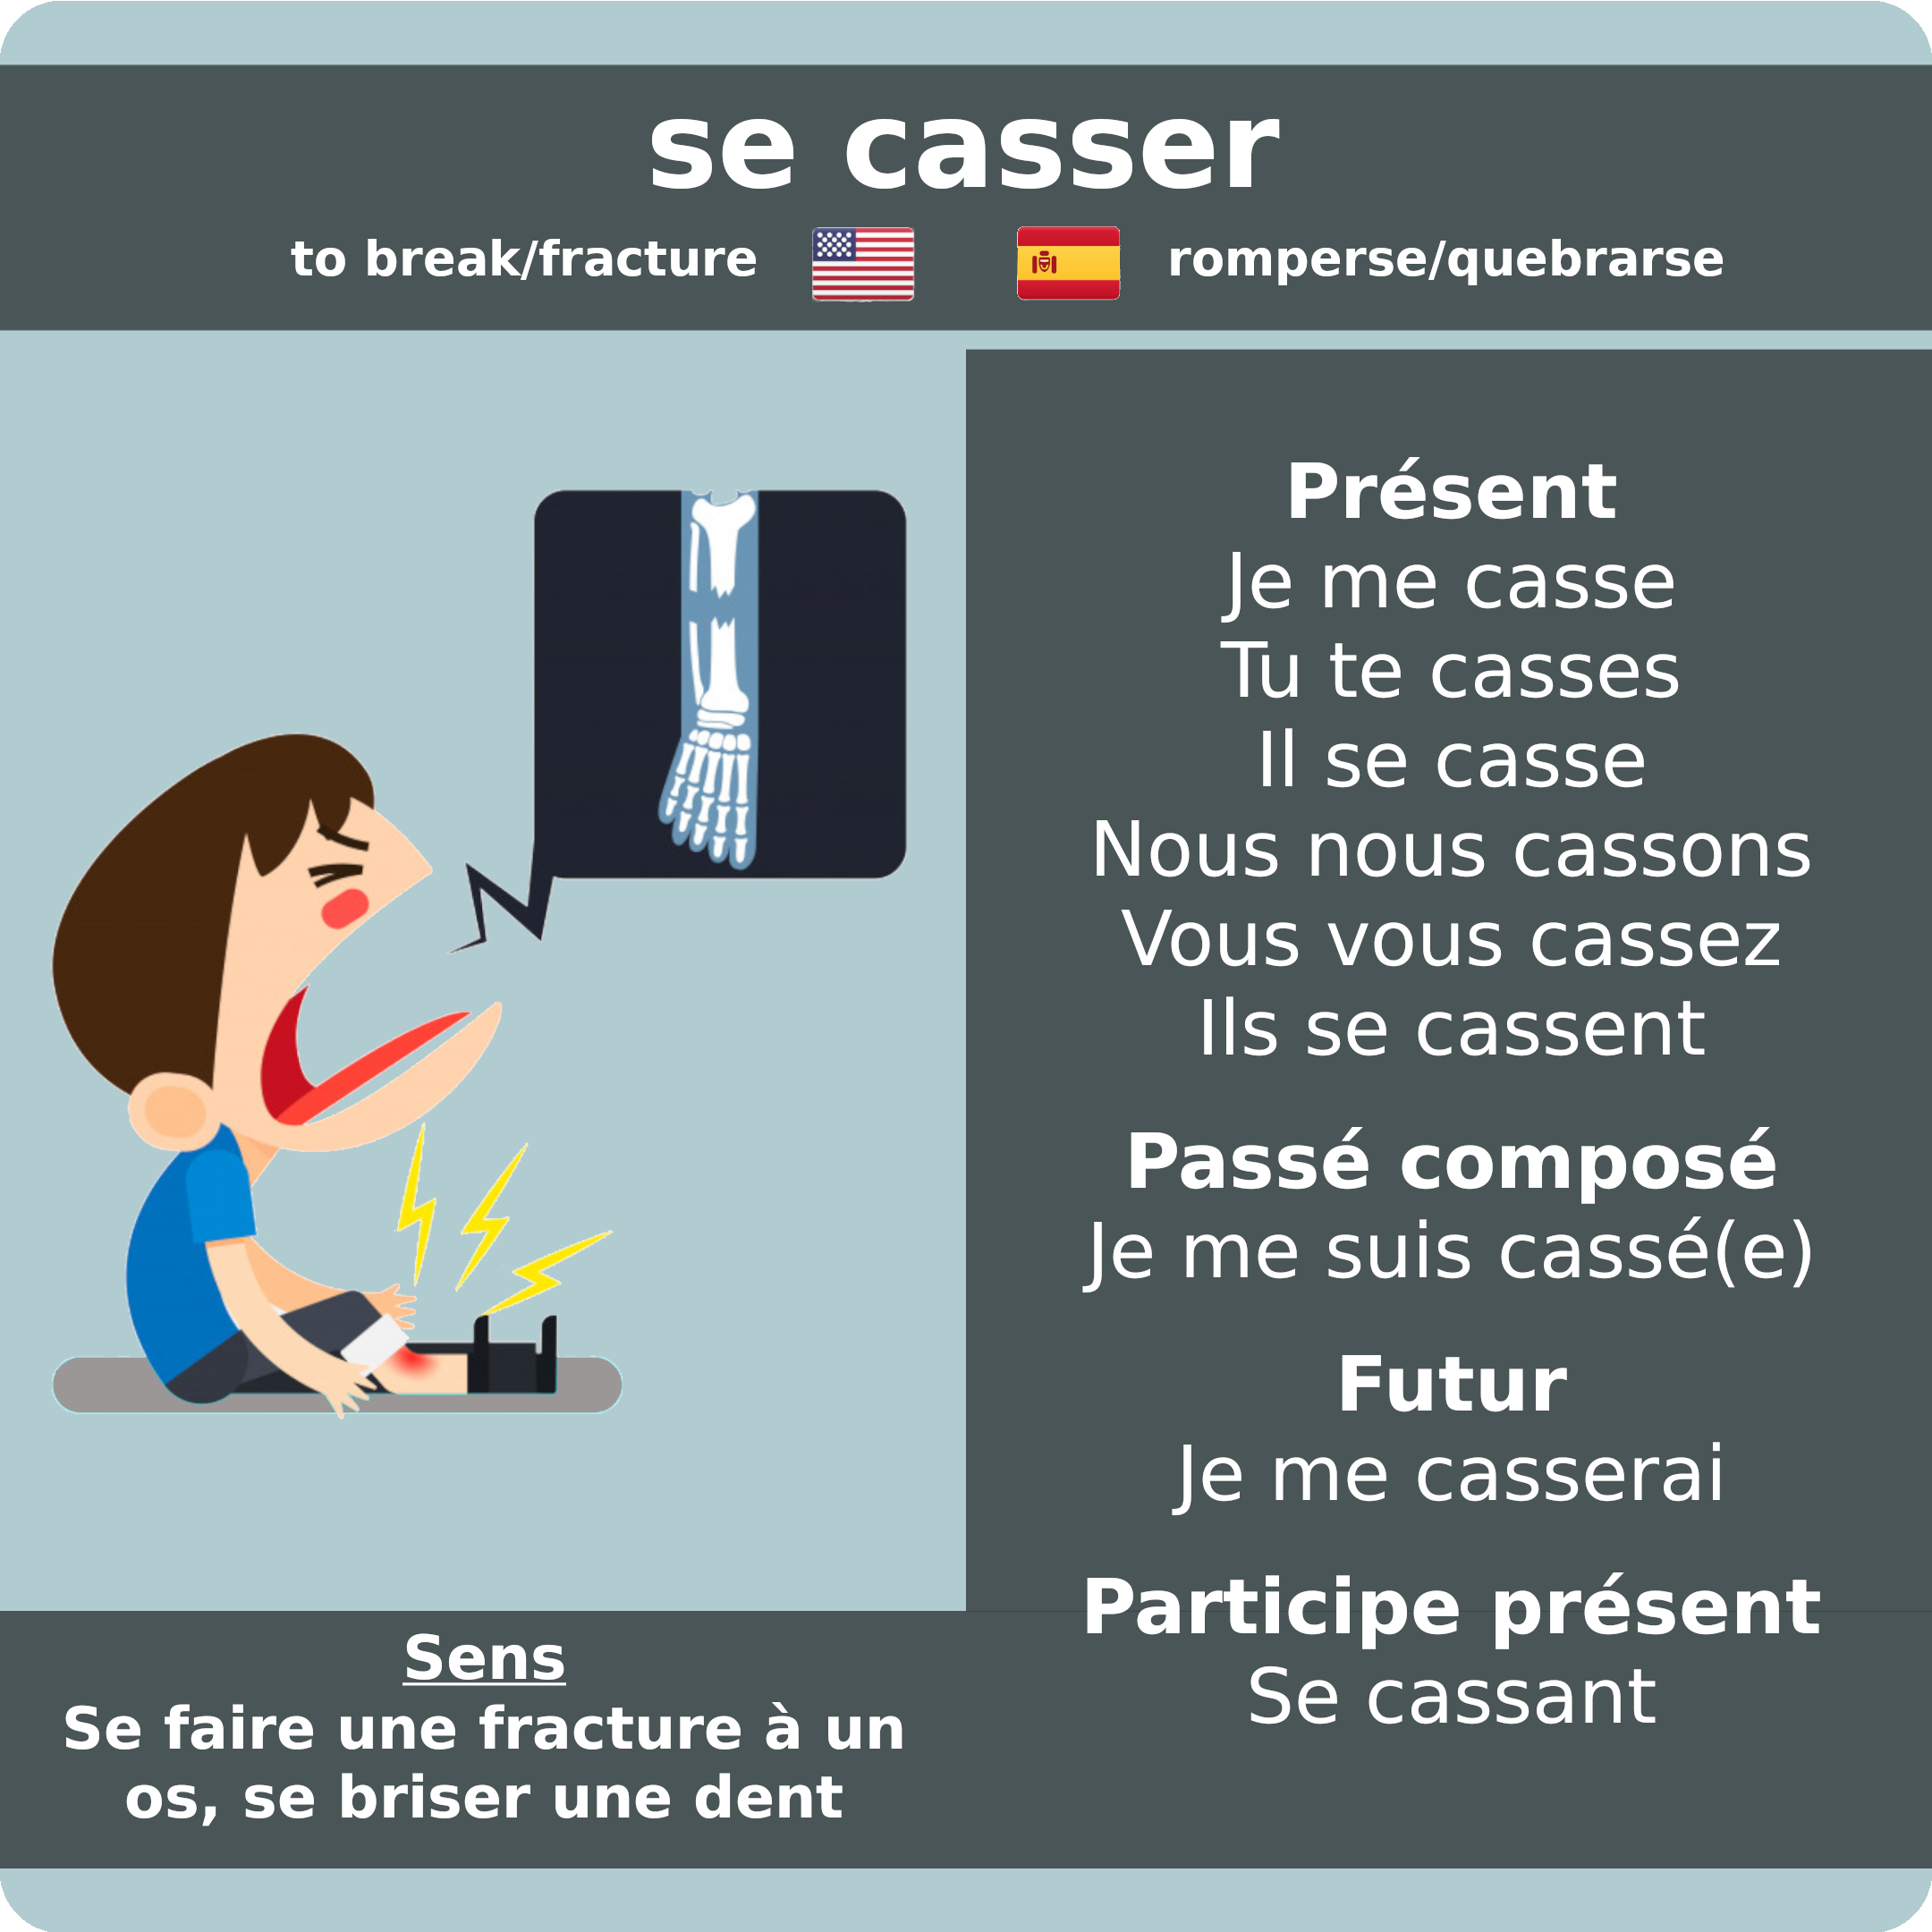 se casser
to break/fracture
romperse/quebrarse
Présent
Je me casse
Tu te casses
Il se casse
Nous nous cassons
Vous vous cassez
Ils se cassent
Passé composé
Je me suis cassé(e)
Futur
Je me casserai
Participe présent
Se cassant
Sens
Se faire une fracture à un
os, se briser une dent